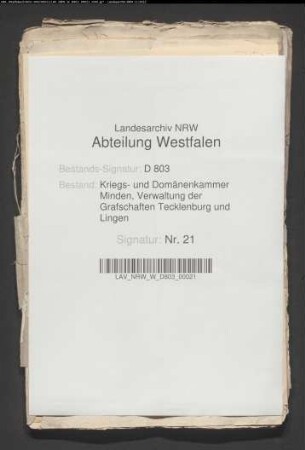 Landesarchiv NRW
Abteilung Westfalen
Bestands-Signatur: D 803
Bestand: Kriegs- und Domänenkammer
Minden, Verwaltung der
Grafschaften Tecklenburg und
Lingen
Signatur: Nr. 21
LAV_NRW_W_D803_00021